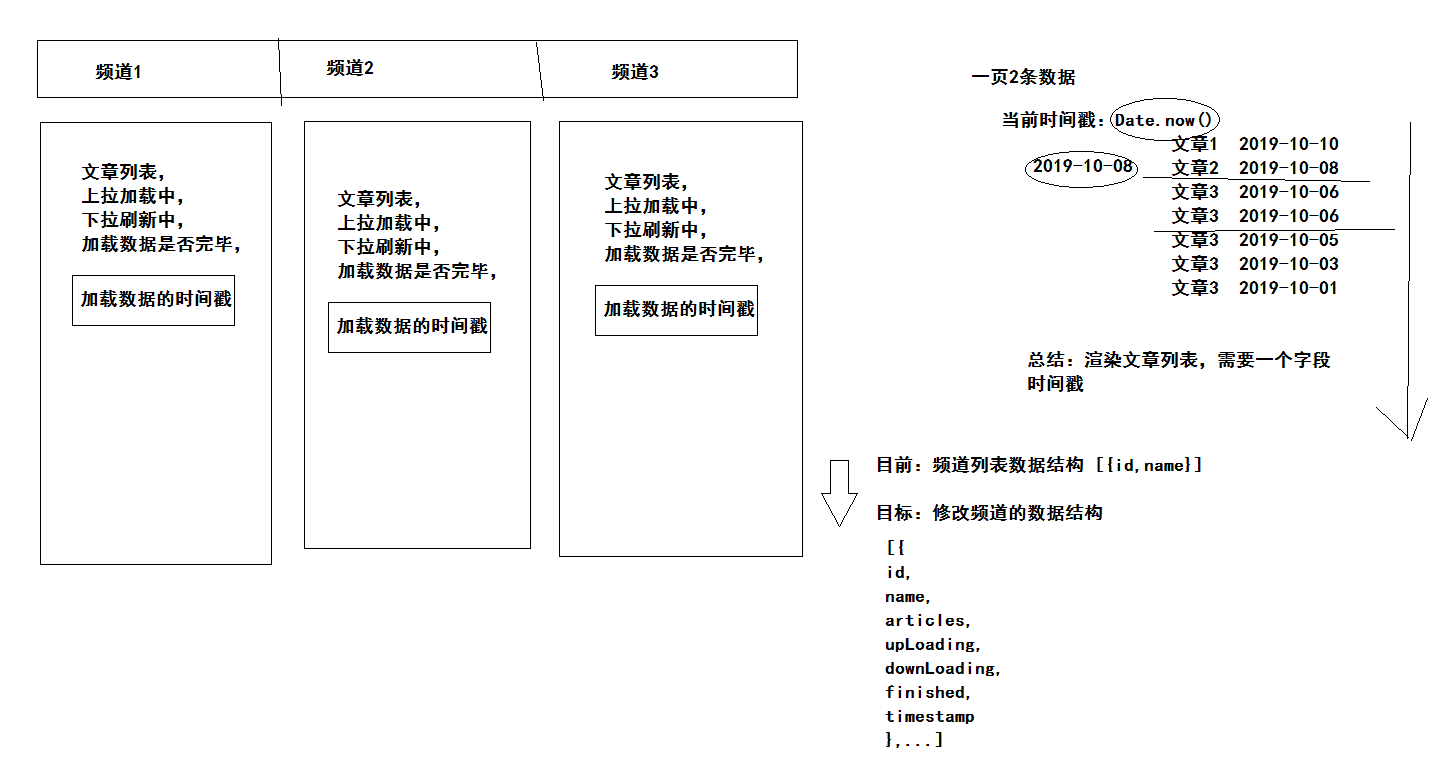 频道1
频道2
频道3
文章列表，
上拉加载中，
下拉刷新中，
加载数据是否完毕，
加载数据的时间戳
文章列表，
上拉加载中，
下拉刷新中，
加载数据是否完毕，
加载数据的时间戳
文章列表，
上拉加载中，
下拉刷新中，
加载数据是否完毕，
加载数据的时间戳
一页2条数据
当前时间戳：Date.now()
文章1 2019-10-10
2019-10-08
文章2 2019-10-08
文章3 2019-10-06
文章3 2019-10-06
文章3 2019-10-05
文章3 2019-10-03
文章3 2019-10-01
总结：渲染文章列表，需要一个字段
时间戳
目前：频道列表数据结构 [{id,name}]
目标：修改频道的数据结构
[{
id,
name,
articles,
upLoading,
downLoading,
finished,
timestamp
},...]